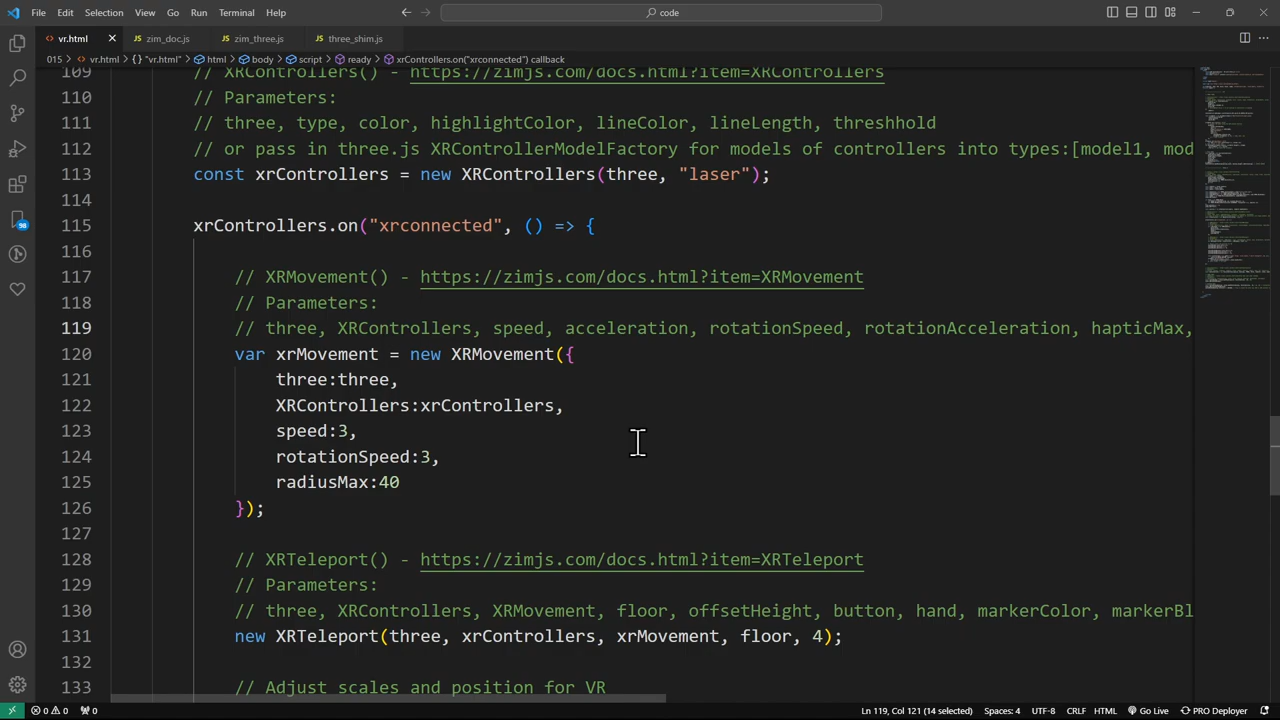 File Edit Selection View Go Run Terminal Help
code
vr.html
zim_doc.js
zim_three.js
three_shim.js
015 > vr.html > {} "vr.html" > html > body > script > ready > xrControllers.on("xrconnected") callback
109 // XRControllers() - https://zimjs.com/docs.html?item=XRControllers
110 // Parameters:
111 // three, type, color, highlightColor, lineColor, lineLength, threshhold
112 // or pass in three.js XRControllerModelFactory for models of controllers into types:[model1, mod
113 const xrControllers = new XRControllers(three, "laser");
114
115 xrControllers.on("xrconnected", () => {
116
117 // XRMovement() - https://zimjs.com/docs.html?item=XRMovement
118 // Parameters:
119 // three, XRControllers, speed, acceleration, rotationSpeed, rotationAcceleration, hapticMax,
120 var xrMovement = new XRMovement({
121 three:three,
122 XRControllers:xrControllers,
123 speed:3,
124 rotationSpeed:3,
125 radiusMax:40
126 });
127
128 // XRTeleport() - https://zimjs.com/docs.html?item=XRTeleport
129 // Parameters:
130 // three, XRControllers, XRMovement, floor, offsetHeight, button, hand, markerColor, markerBl
131 new XRTeleport(three, xrControllers, xrMovement, floor, 4);
132
133 // Adjust scales and position for VR
98
0 0 0 Ln 119, Col 121 (14 selected) Spaces: 4 UTF-8 CRLF HTML Go Live PRO Deployer